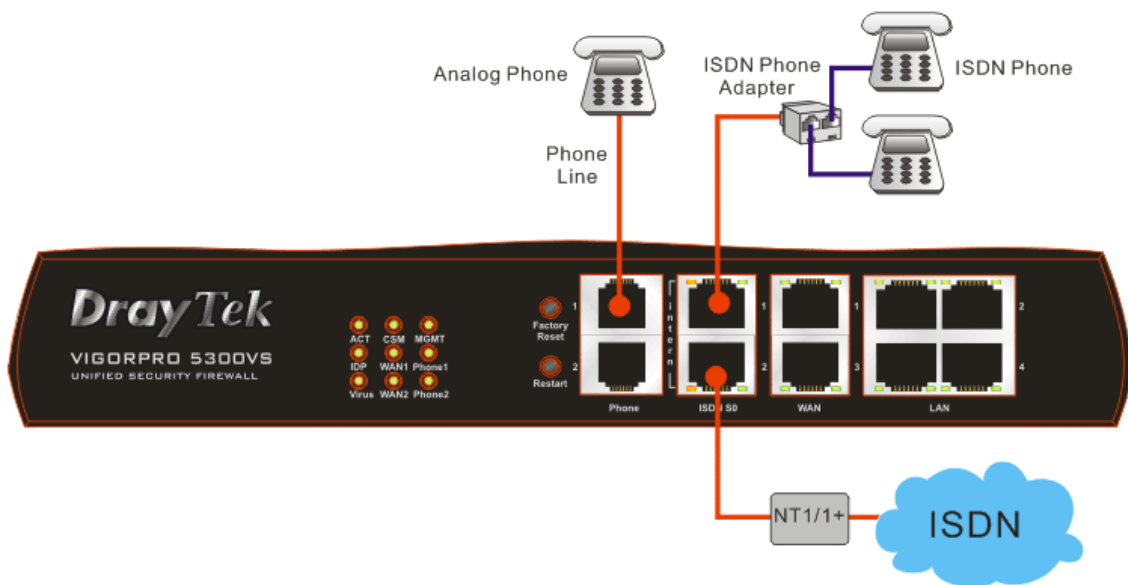 Analog Phone
ISDN Phone
Adapter
ISDN Phone
Phone
Line
DrayTek
VIGORPRO 5300VS
UNIFIED SECURITY FIREWALL
ACT CSM MGMT
IDP WAN1 Phone1
Virus WAN2 Phone2
Factory
Reset
Restart
1
2
Phone
intern
1
2
ISDN S0
1
3
WAN
2
4
LAN
NT1/1+
ISDN